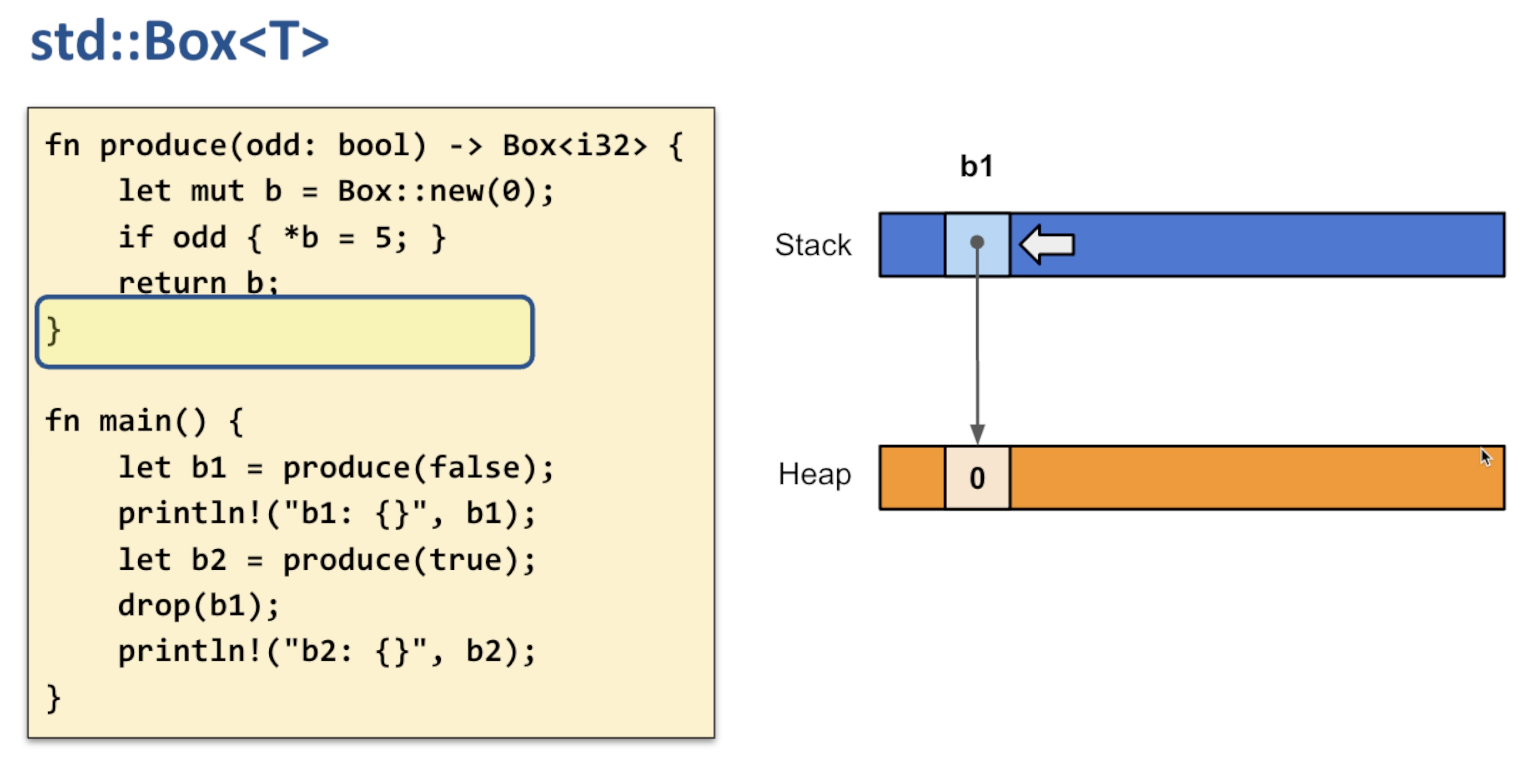 std::Box<T>
fn produce(odd: bool) -> Box<i32> {
    let mut b = Box::new(0);
    if odd { *b = 5; }
    return b;
}
fn main() {
    let b1 = produce(false);
    println!("b1: {}", b1);
    let b2 = produce(true);
    drop(b1);
    println!("b2: {}", b2);
}
b1
Stack
Heap
0